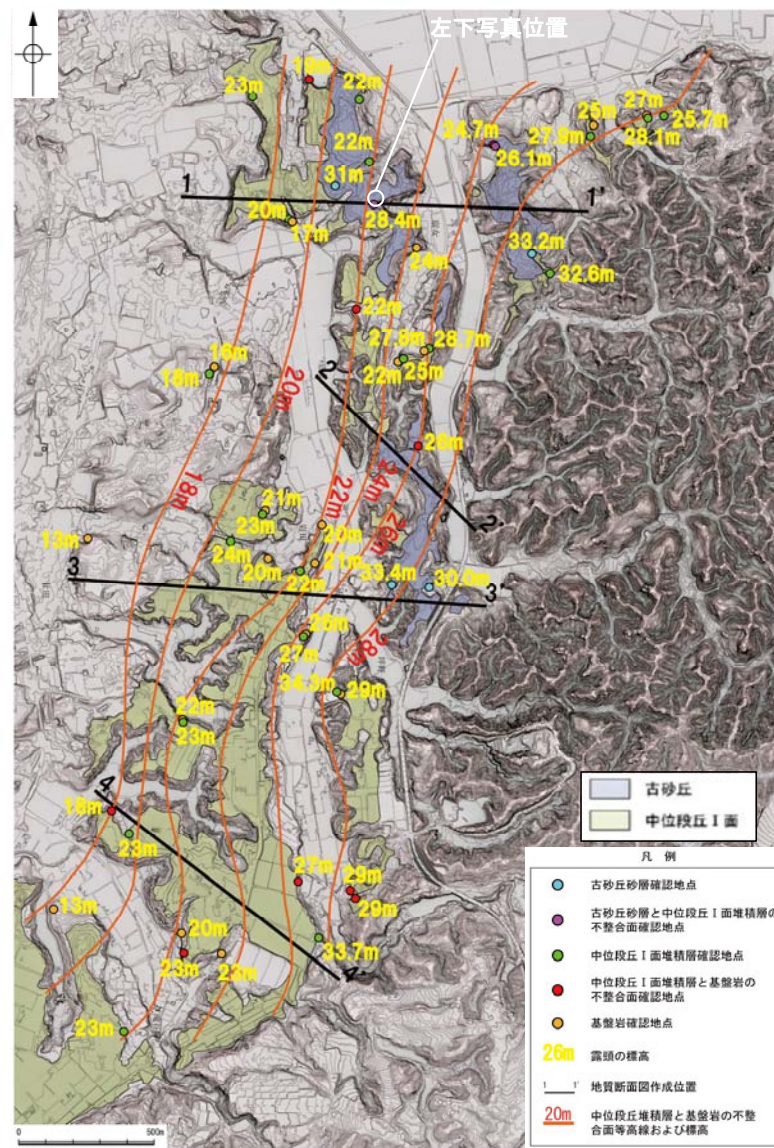 左下写真位置
19m
23m
22m
27m
25m
25.7m
24.7m
27.9m
28.1m
22m
26.1m
31m
1
1'
20m
28.4m
17m
33.2m
24m
32.6m
22m
27.8m
28.7m
16m
22m
25m
18m
2
20m
26m
18m
24m
22m
26m
21m
23m
20m
2'
13m
24m
20m
21m
22m
33.4m
30.0m
3
3'
26m
27m
28m
34.3m
29m
22m
23m
古砂丘
中位段丘Ⅰ面
4
18m
23m
凡 例
27m
29m
29m
13m
20m
33.7m
23m
23m
4'
23m
古砂丘砂層確認地点
古砂丘砂層と中位段丘Ⅰ面堆積層の
不整合面確認地点
中位段丘Ⅰ面堆積層確認地点
中位段丘Ⅰ面堆積層と基盤岩の
不整合面確認地点
基盤岩確認地点
26m 露頭の標高
1 1' 地質断面図作成位置
20m 中位段丘堆積層と基盤岩の不整
合面等高線および標高
0 500m